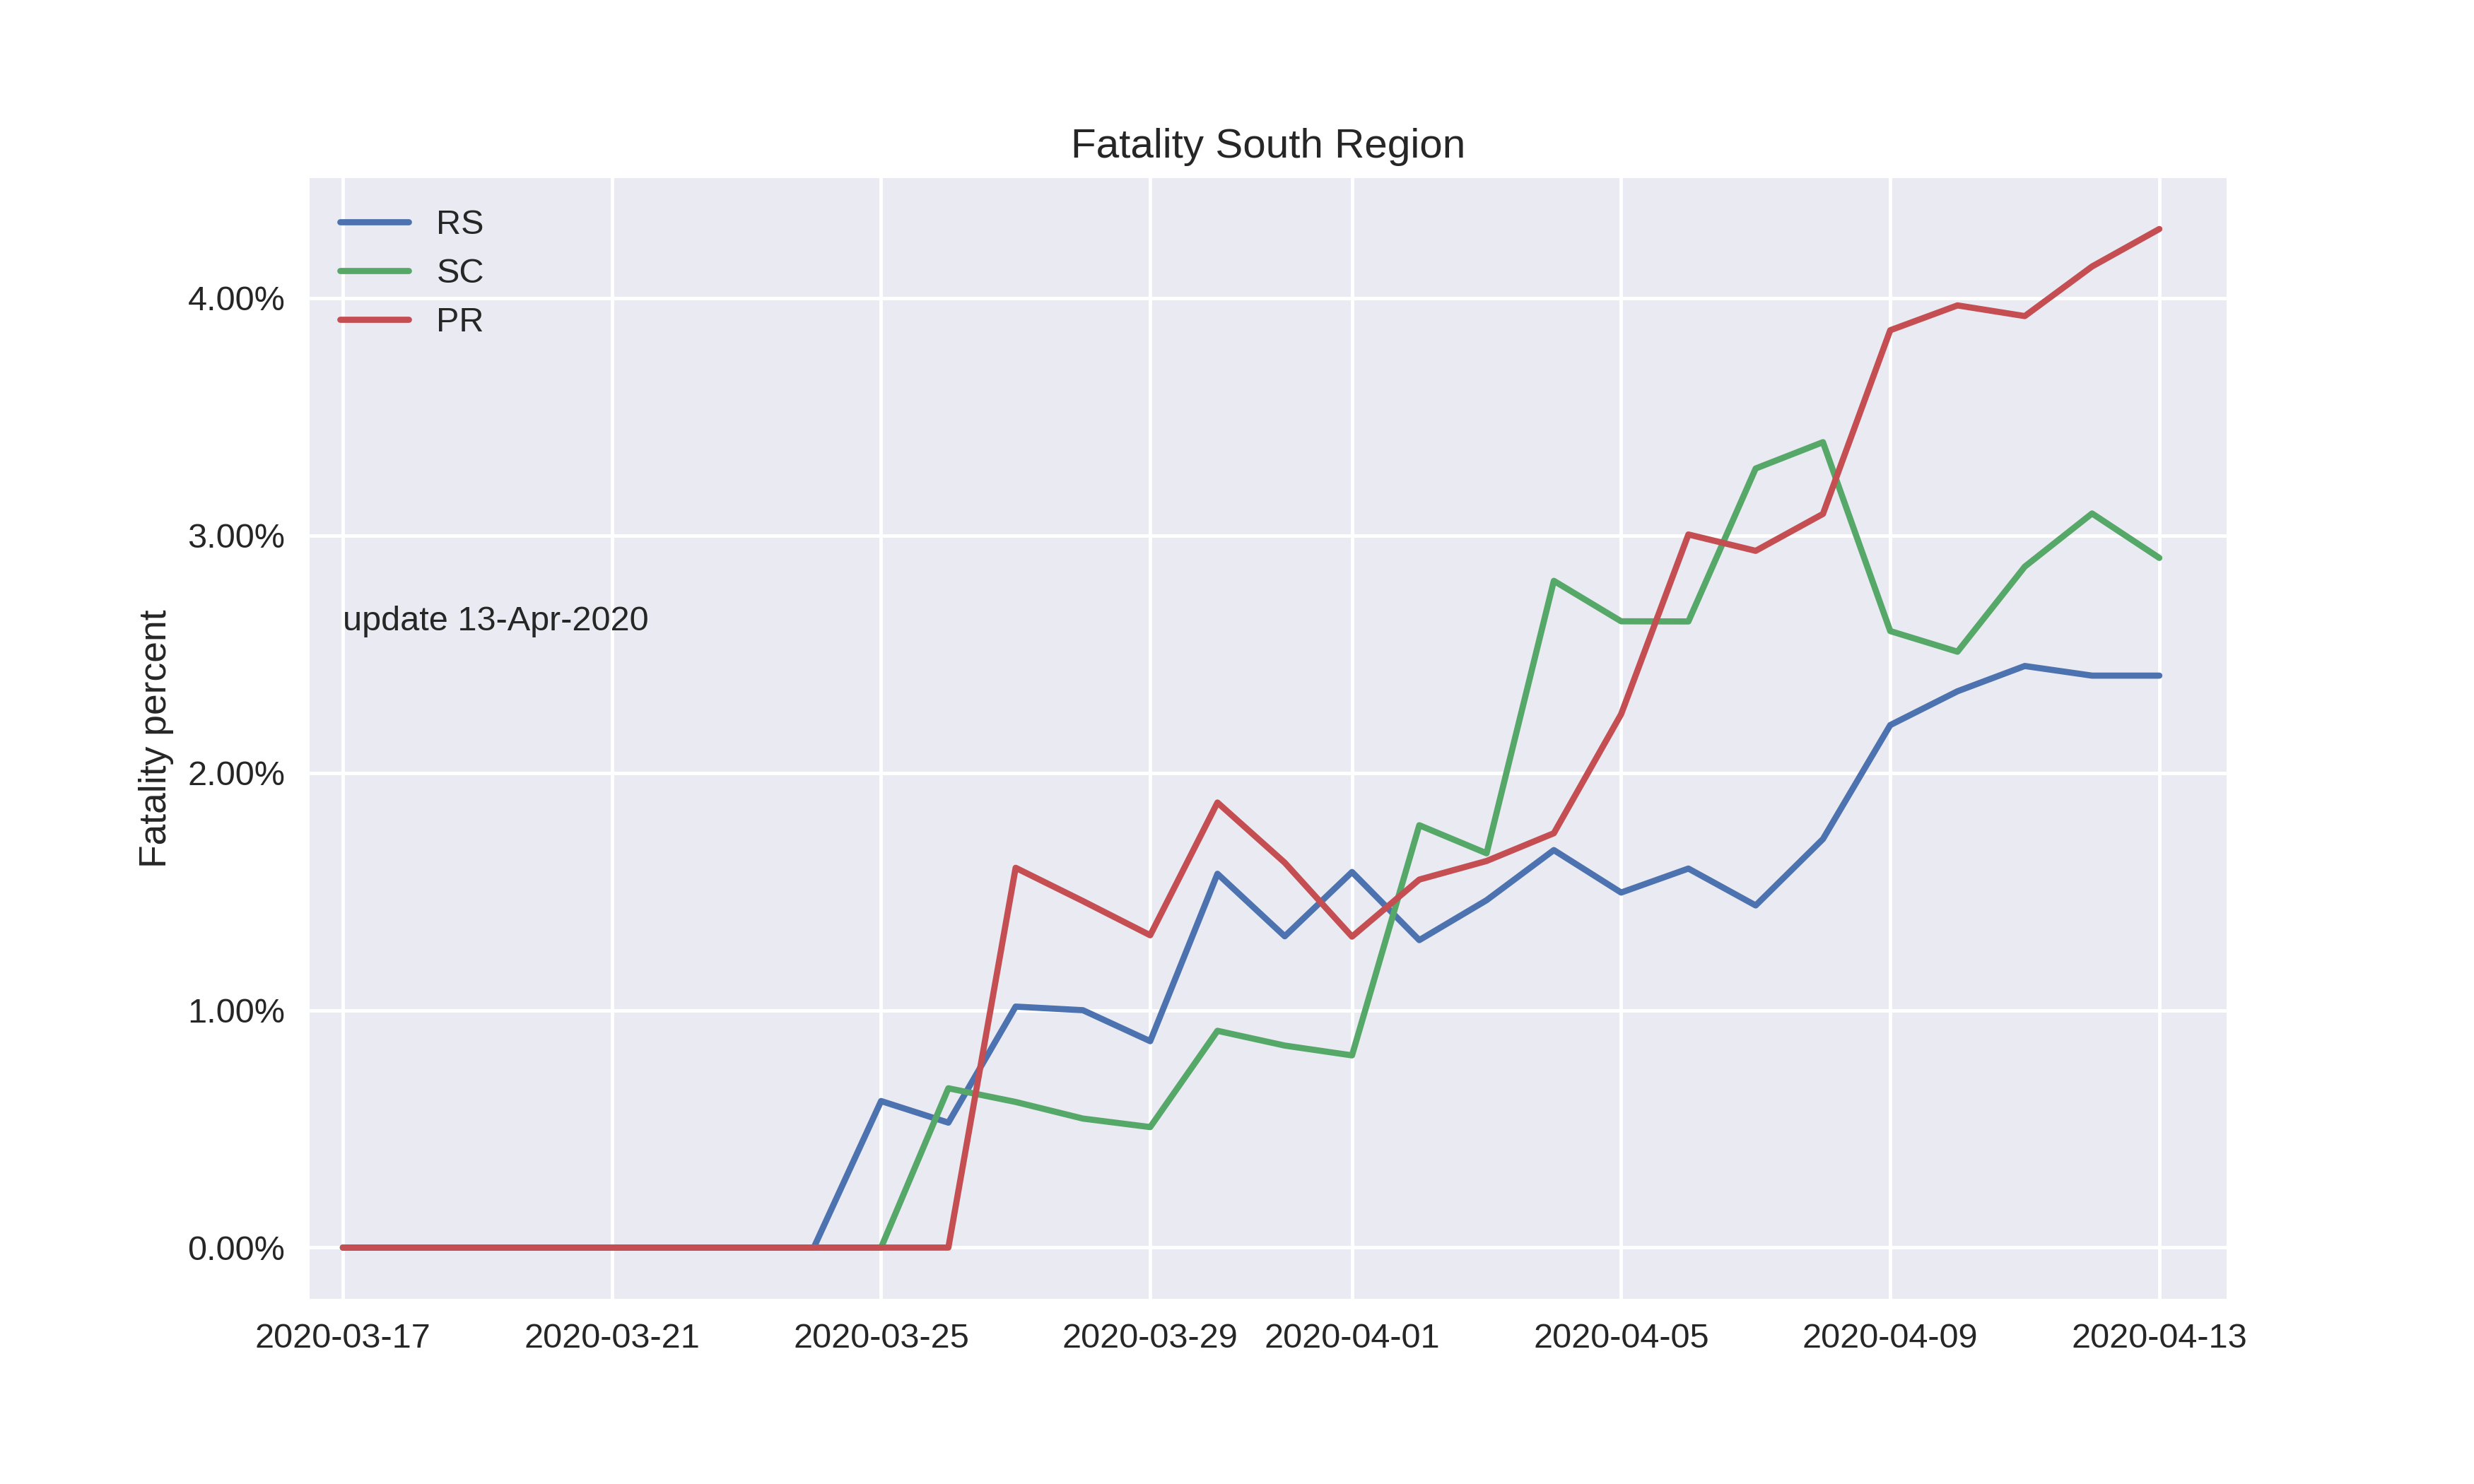 Fatality South Region
RS
SC
PR
4.00%
3.00%
2.00%
1.00%
0.00%
Fatality percent
update 13-Apr-2020
2020-03-17
2020-03-21
2020-03-25
2020-03-29
2020-04-01
2020-04-05
2020-04-09
2020-04-13